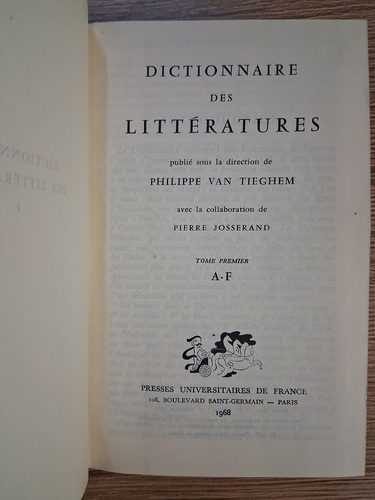 DICTIONNAIRE
DES
LITTÉRATURES
publié sous la direction de
PHILIPPE VAN TIEGHEM
avec la collaboration de
PIERRE JOSSERAND
TOME PREMIER
A-F
PRESSES UNIVERSITAIRES DE FRANCE
108, BOULEVARD SAINT-GERMAIN — PARIS
1968